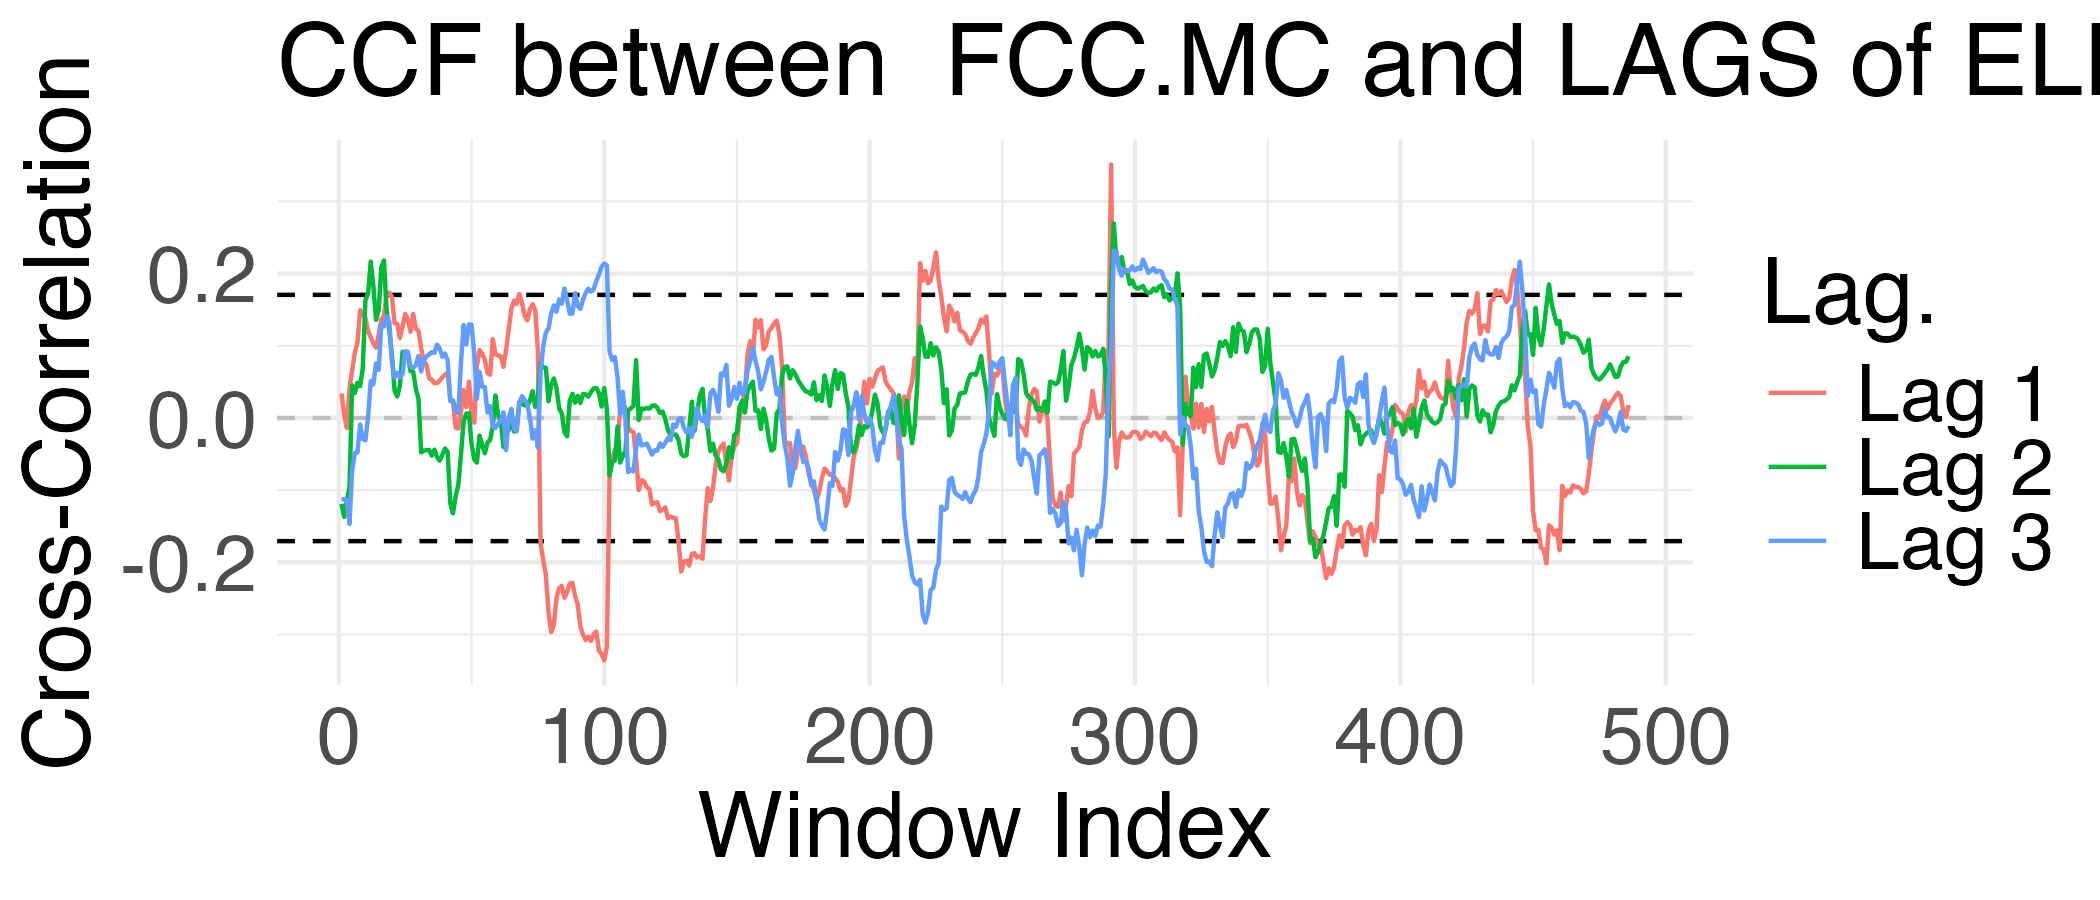 CCF between FCC.MC and LAGS of
Cross-Correlation
0.2
0.0
-0.2
0 100 200 300 400 500
Window Index
Lag.
Lag 1
Lag 2
Lag 3